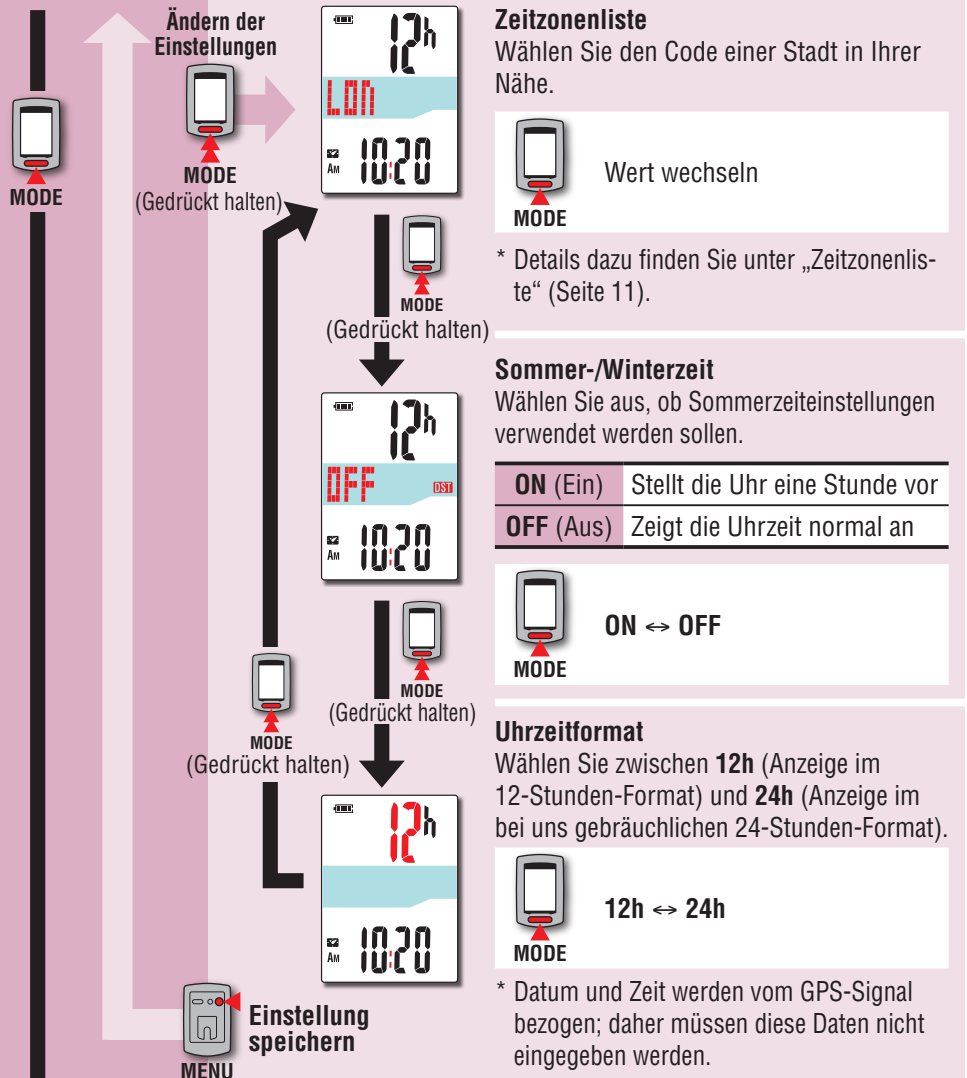 Ändern der
Einstellungen
MODE
MODE
(Gedrückt halten)
12h
LON
AM 10:20
MODE
(Gedrückt halten)
12h
OFF DST
AM 10:20
MODE
(Gedrückt halten)
MODE
(Gedrückt halten)
12h
AM 10:20
Einstellung
speichern
MENU
Zeitzonenliste
Wählen Sie den Code einer Stadt in Ihrer
Nähe.
Wert wechseln
MODE
* Details dazu finden Sie unter „Zeitzonenlis-
te“ (Seite 11).
Sommer-/Winterzeit
Wählen Sie aus, ob Sommerzeiteinstellungen
verwendet werden sollen.
ON (Ein) Stellt die Uhr eine Stunde vor
OFF (Aus) Zeigt die Uhrzeit normal an
ON ↔ OFF
MODE
Uhrzeitformat
Wählen Sie zwischen 12h (Anzeige im
12-Stunden-Format) und 24h (Anzeige im
bei uns gebräuchlichen 24-Stunden-Format).
12h ↔ 24h
MODE
* Datum und Zeit werden vom GPS-Signal
bezogen; daher müssen diese Daten nicht
eingegeben werden.